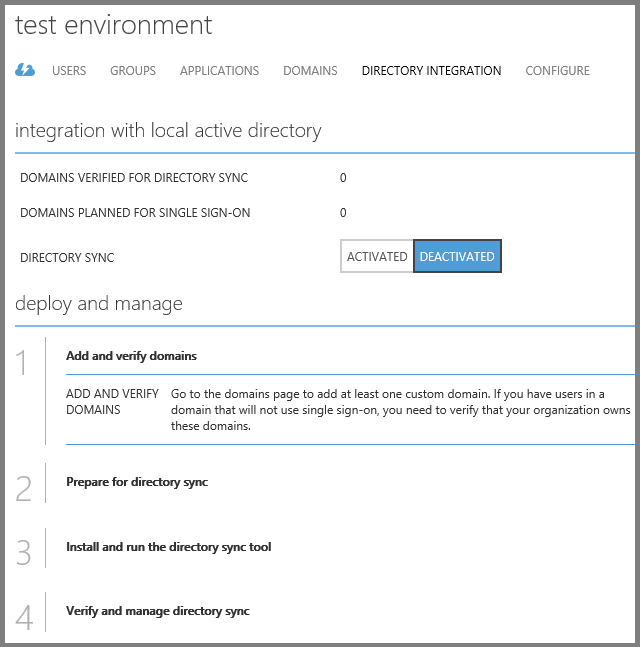 test environment
USERS GROUPS APPLICATIONS DOMAINS DIRECTORY INTEGRATION CONFIGURE
integration with local active directory
DOMAINS VERIFIED FOR DIRECTORY SYNC 0
DOMAINS PLANNED FOR SINGLE SIGN-ON 0
DIRECTORY SYNC ACTIVATED DEACTIVATED
deploy and manage
1 Add and verify domains
ADD AND VERIFY DOMAINS
Go to the domains page to add at least one custom domain. If you have users in a
domain that will not use single sign-on, you need to verify that your organization owns
these domains.
2 Prepare for directory sync
3 Install and run the directory sync tool
4 Verify and manage directory sync